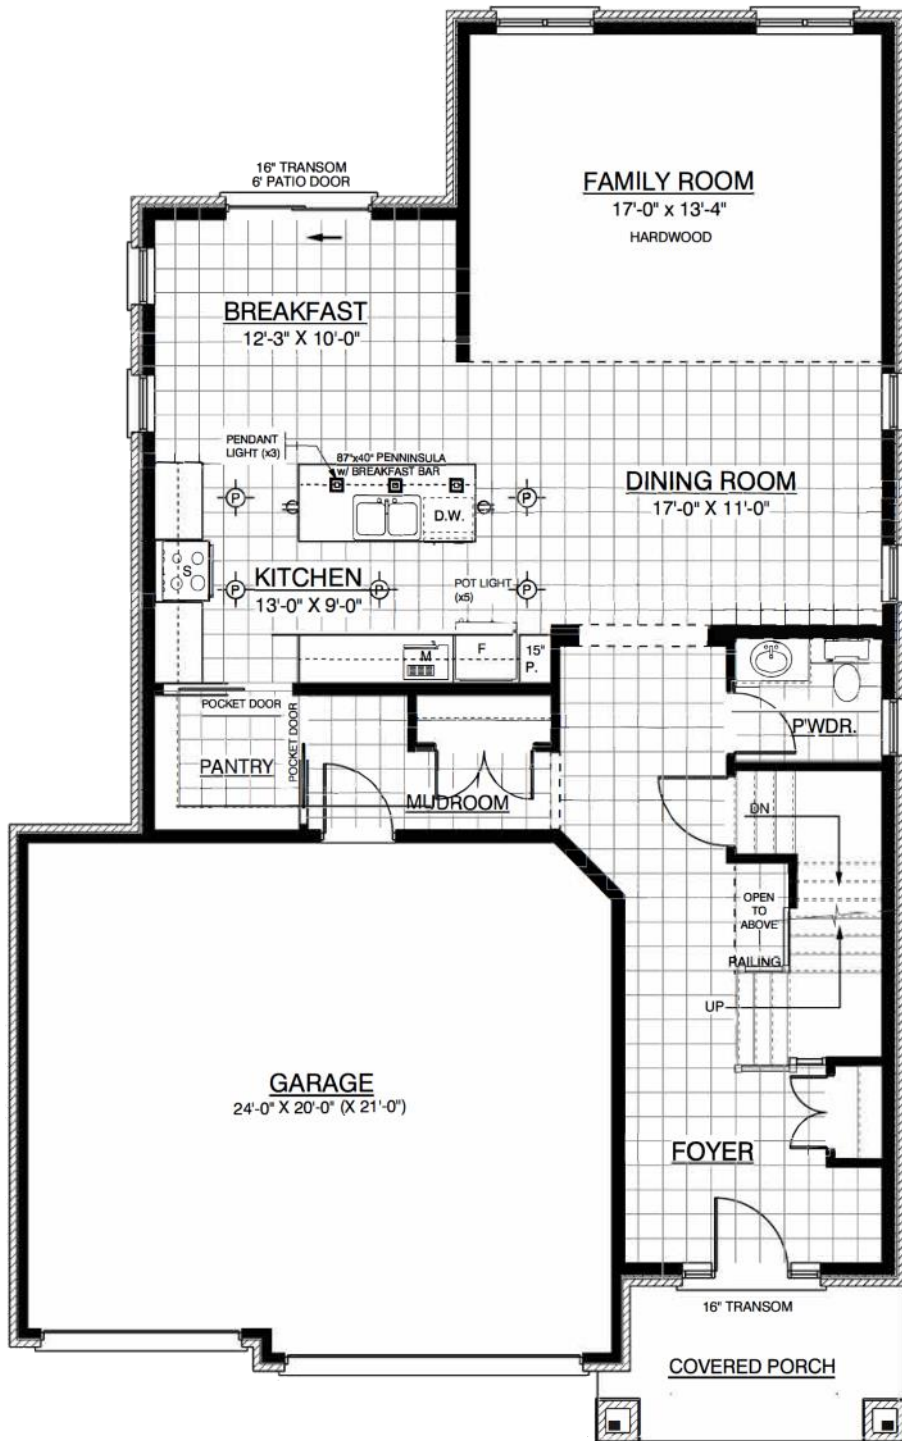 16" TRANSOM
6' PATIO DOOR
FAMILY ROOM
17'-0" x 13'-4"
HARDWOOD
BREAKFAST
12'-3" X 10'-0"
PENDANT
LIGHT (x3)
87"x40" PENNINSULA
w/ BREAKFAST BAR
DINING ROOM
17'-0" X 11'-0"
P
P
D.W.
S
KITCHEN
13'-0" X 9'-0"
P
P
P
POT LIGHT
(x5)
M
F
15"
P.
POCKET DOOR
POCKET DOOR
PANTRY
MUDROOM
P'WDR.
DN
OPEN
TO
ABOVE
RAILING
UP
GARAGE
24'-0" X 20'-0" (X 21'-0")
FOYER
16" TRANSOM
COVERED PORCH